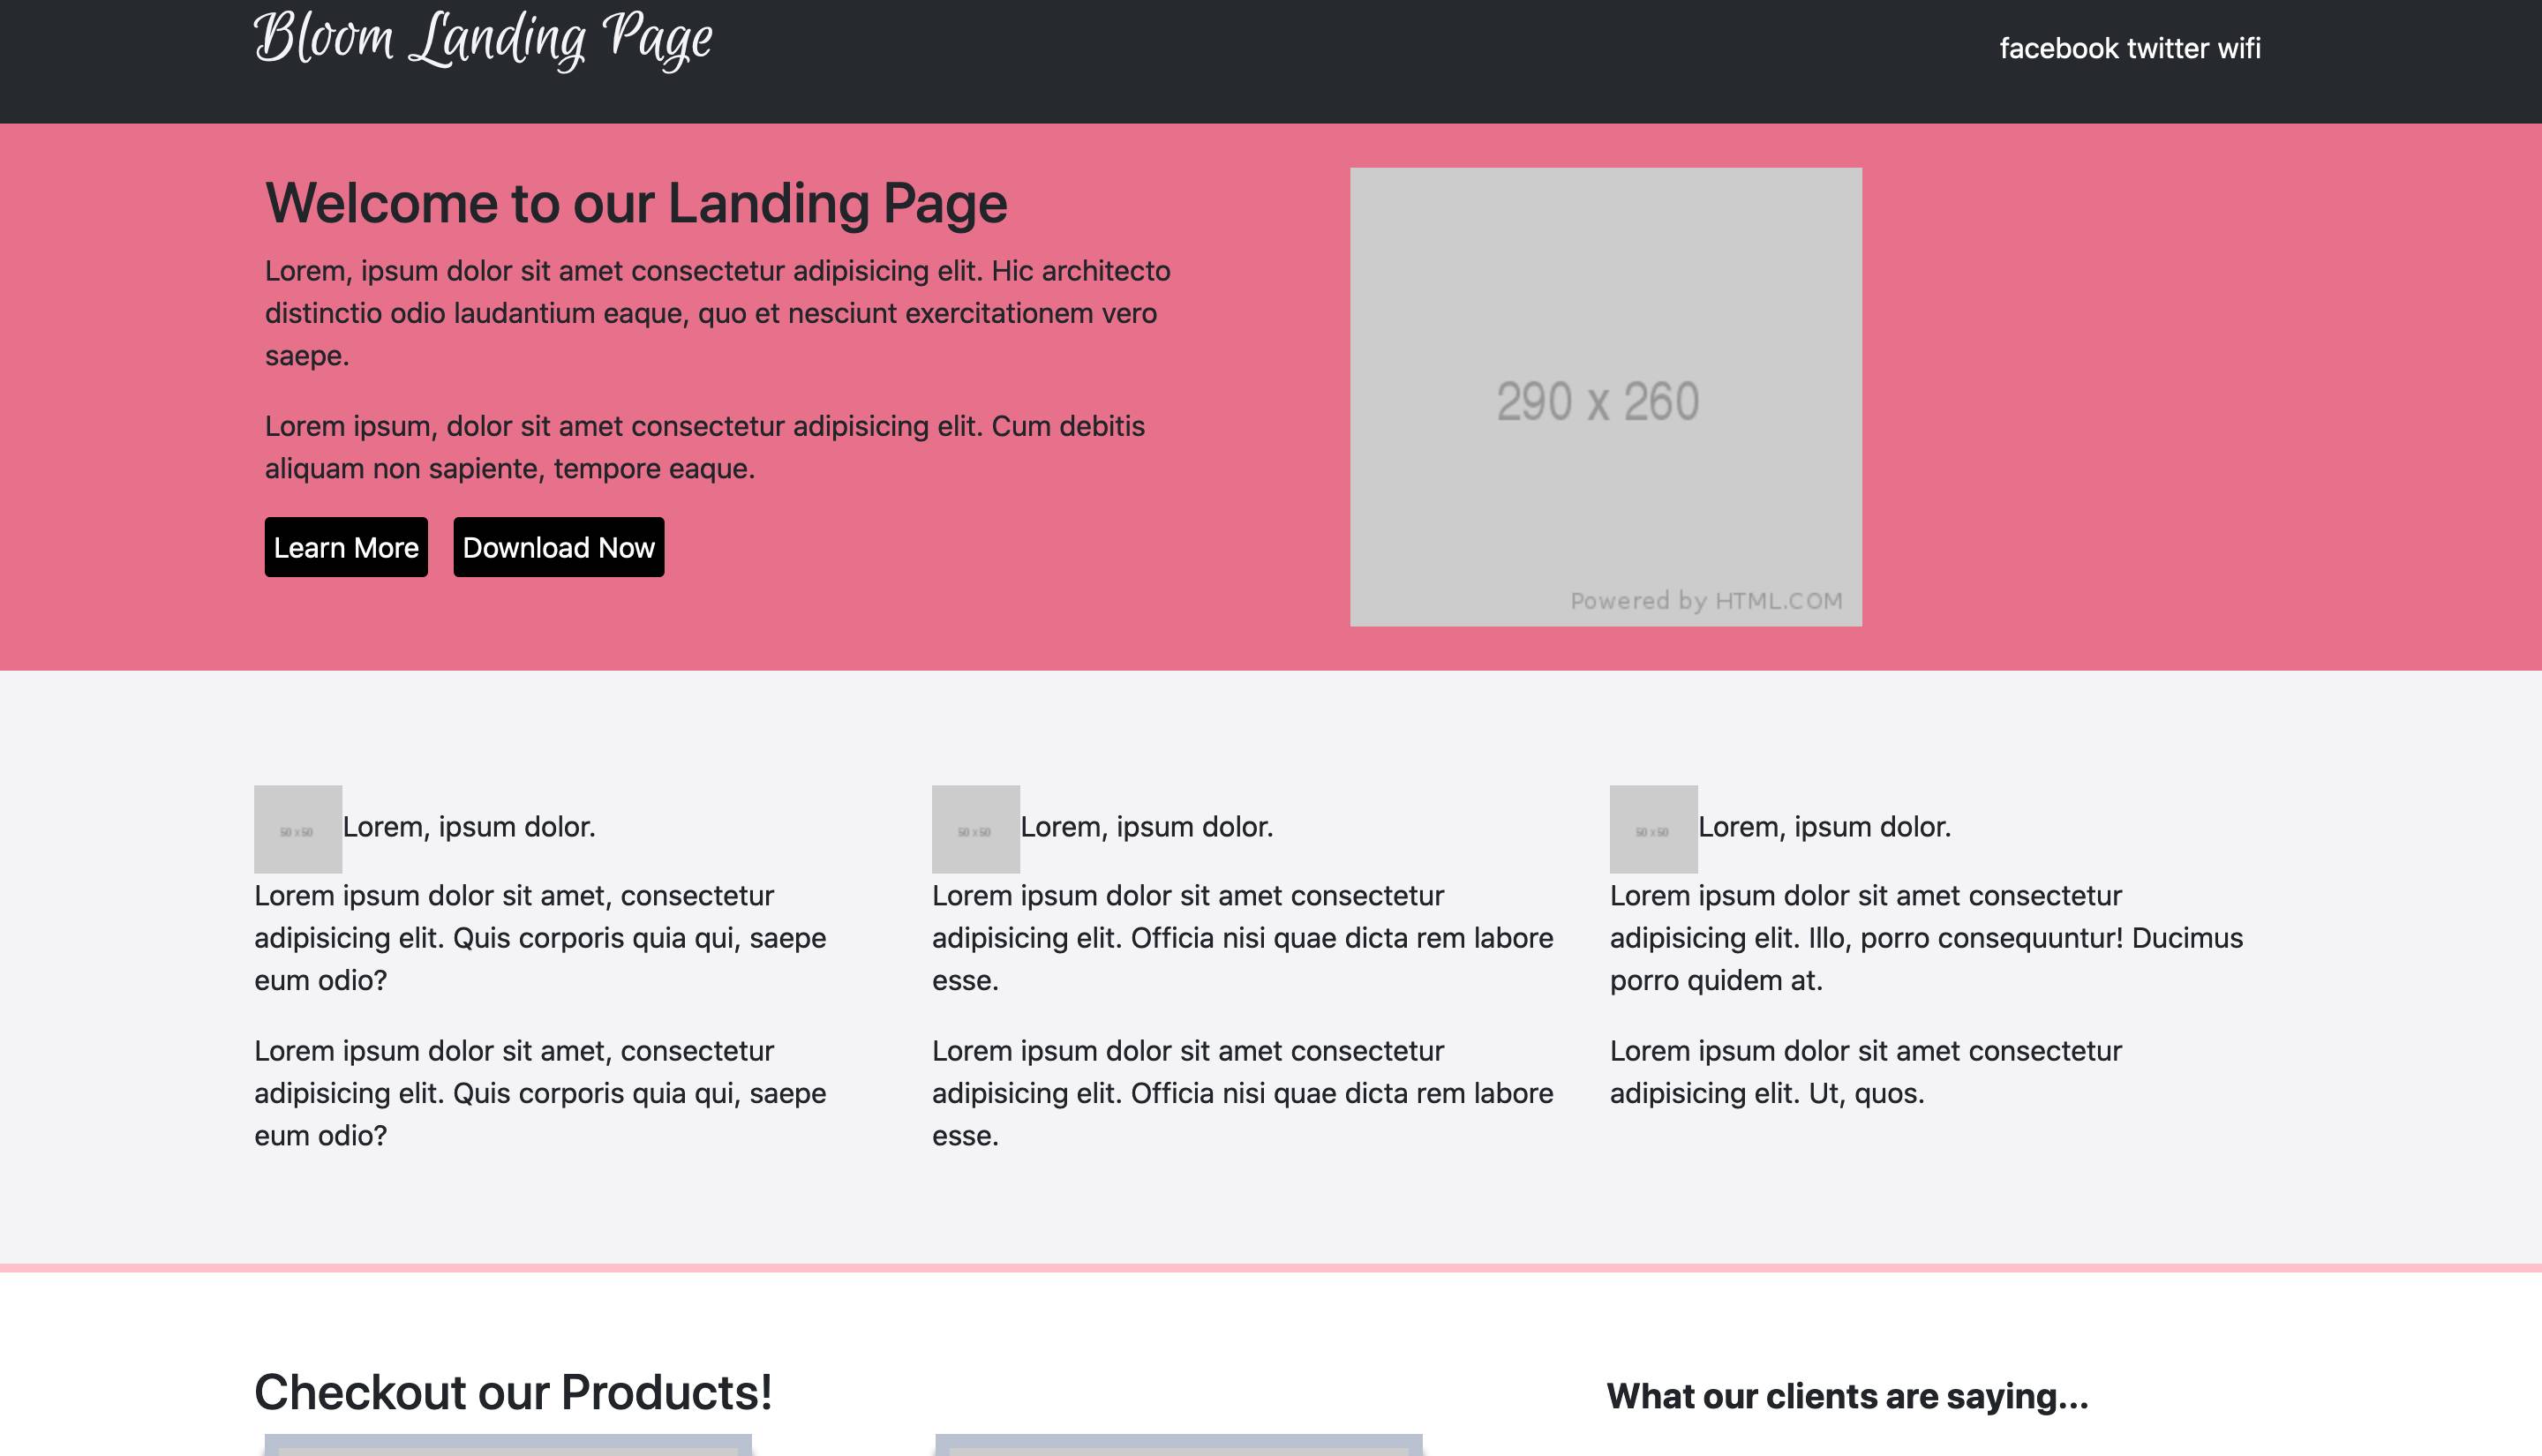 Bloom Landing Page
facebook twitter wifi
Welcome to our Landing Page
Lorem, ipsum dolor sit amet consectetur adipisicing elit. Hic architecto
distinctio odio laudantium eaque, quo et nesciunt exercitationem vero
saepe.
Lorem ipsum, dolor sit amet consectetur adipisicing elit. Cum debitis
aliquam non sapiente, tempore eaque.
Learn More
Download Now
290 x 260
Powered by HTML.COM
50 x 50
Lorem, ipsum dolor.
Lorem ipsum dolor sit amet, consectetur
adipisicing elit. Quis corporis quia qui, saepe
eum odio?
Lorem ipsum dolor sit amet, consectetur
adipisicing elit. Quis corporis quia qui, saepe
eum odio?
50 x 50
Lorem, ipsum dolor.
Lorem ipsum dolor sit amet consectetur
adipisicing elit. Officia nisi quae dicta rem labore
esse.
Lorem ipsum dolor sit amet consectetur
adipisicing elit. Officia nisi quae dicta rem labore
esse.
50 x 50
Lorem, ipsum dolor.
Lorem ipsum dolor sit amet consectetur
adipisicing elit. Illo, porro consequuntur! Ducimus
porro quidem at.
Lorem ipsum dolor sit amet consectetur
adipisicing elit. Ut, quos.
Checkout our Products!
What our clients are saying...